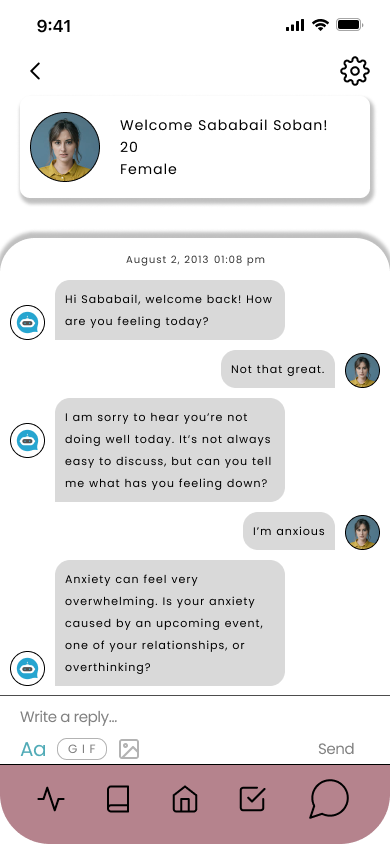 9:41
Welcome Sababail Soban!
20
Female
August 2, 2013 01:08 pm
Hi Sababail, welcome back! How
are you feeling today?
Not that great.
I am sorry to hear you’re not
doing well today. It’s not always
easy to discuss, but can you tell
me what has you feeling down?
I’m anxious
Anxiety can feel very
overwhelming. Is your anxiety
caused by an upcoming event,
one of your relationships, or
overthinking?
Write a reply...
Aa GIF Send